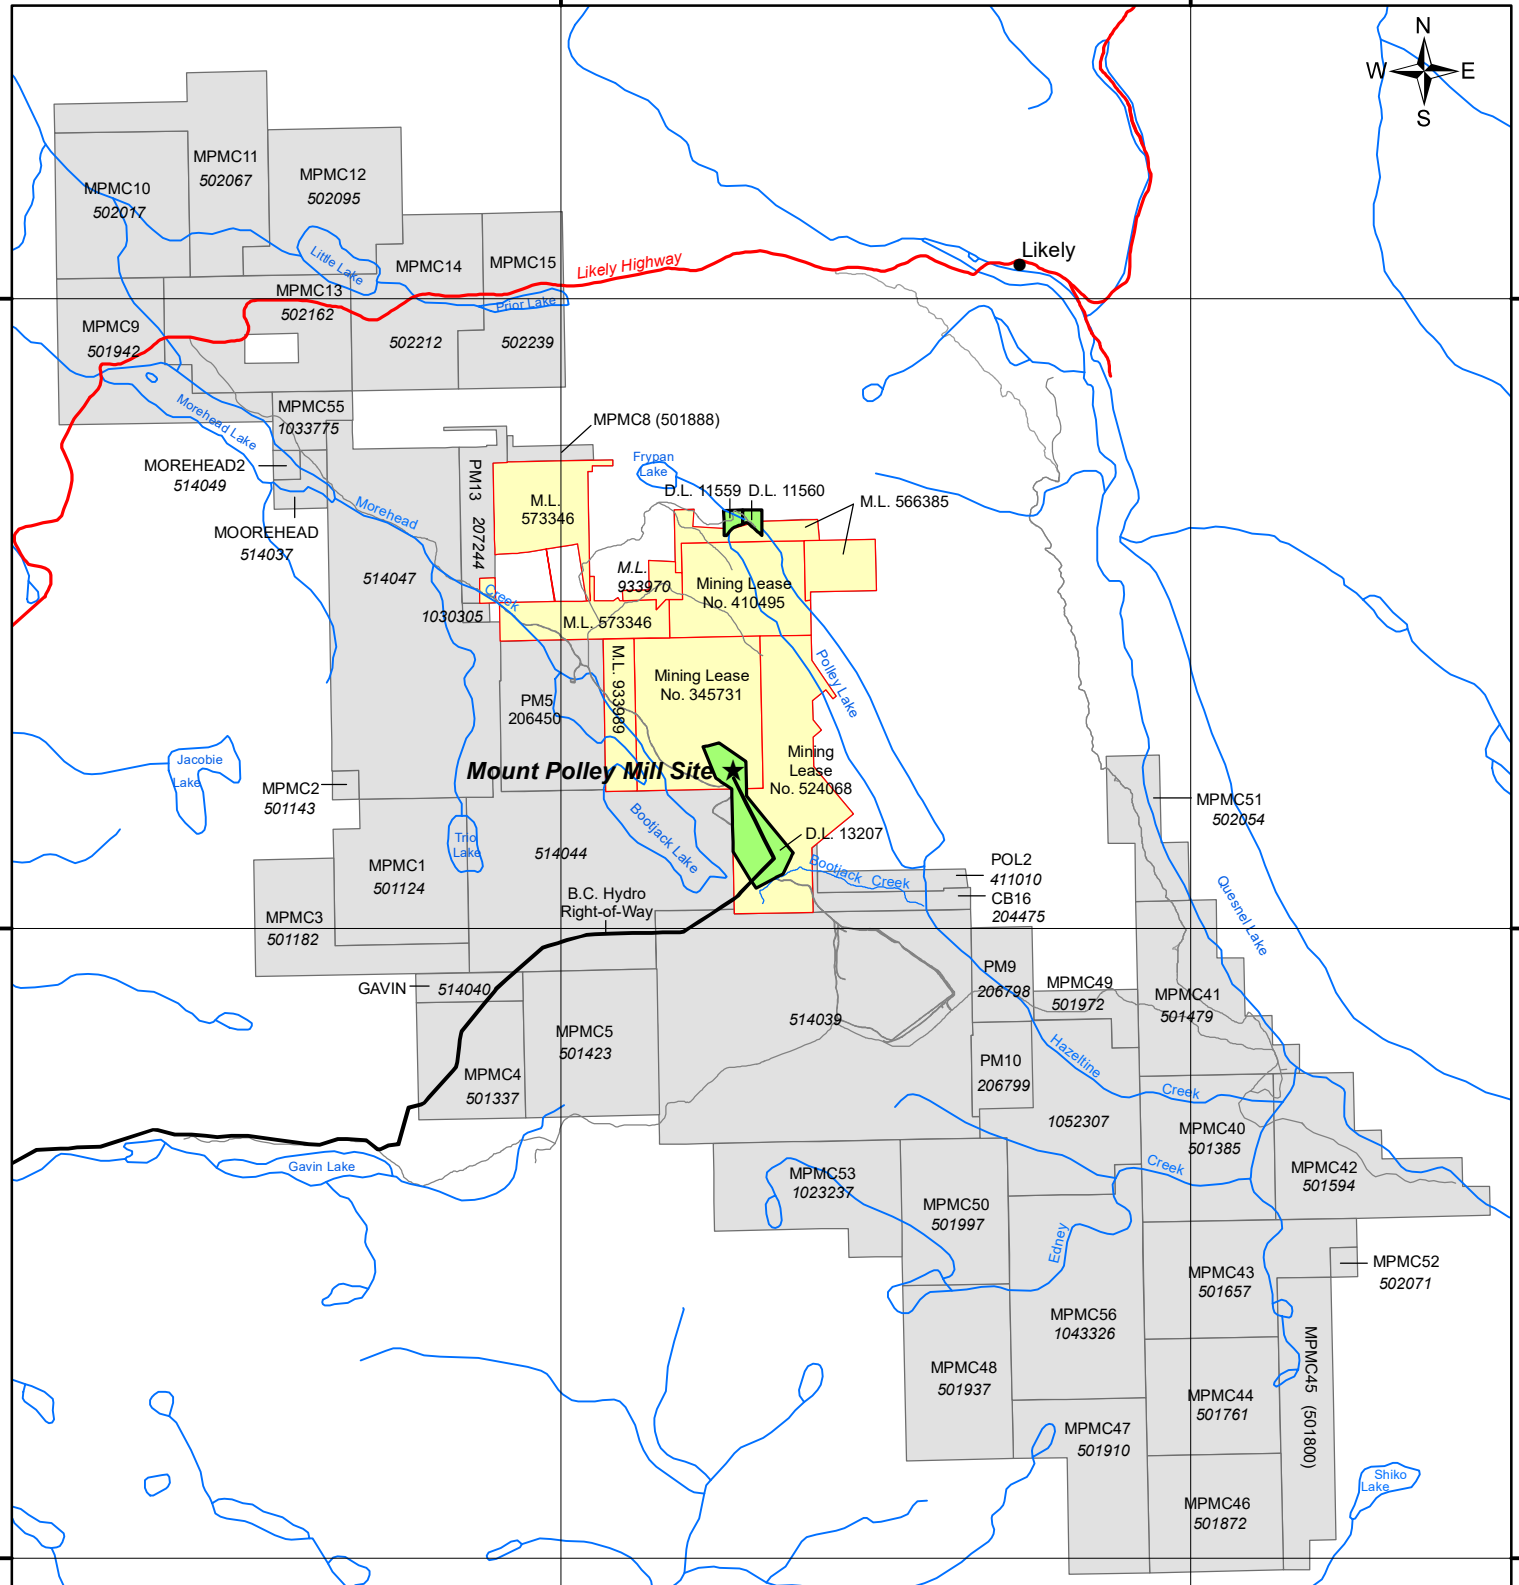 N
W
E
S
MPMC11
502067
MPMC12
502095
MPMC10
502017
Little Lake
MPMC14
MPMC15
Likely Highway
Likely
MPMC13
502162
Prior Lake
MPMC9
501942
502212
502239
Morehead Lake
MPMC55
1033775
MPMC8 (501888)
MOREHEAD2
514049
Frypan
Lake
D.L. 11559
D.L. 11560
M.L. 566385
PM13
207244
M.L.
573346
Morehead
MOOREHEAD
514037
514047
M.L.
933970
Mining Lease
No. 410495
Creek
1030305
M.L. 573346
M.L. 933989
Mining Lease
No. 345731
Polley Lake
PM5
206450
Jacobie
Lake
Mount Polley Mill Site
Mining
Lease
No. 524068
MPMC2
501143
MPMC51
502054
Trio
Lake
Bootjack Lake
D.L. 13207
514044
MPMC1
501124
Bootjack Creek
POL2
411010
CB16
204475
B.C. Hydro
Right-of-Way
Quesnel Lake
MPMC3
501182
GAVIN
514040
PM9
206798
MPMC49
501972
MPMC41
501479
514039
MPMC5
501423
MPMC4
501337
Hazeltine
Creek
PM10
206799
1052307
MPMC40
501385
Creek
MPMC42
501594
Gavin Lake
MPMC53
1023237
MPMC50
501997
Edney
MPMC43
501657
MPMC52
502071
MPMC56
1043326
MPMC45 (501800)
MPMC48
501937
MPMC44
501761
MPMC47
501910
Shiko
Lake
MPMC46
501872